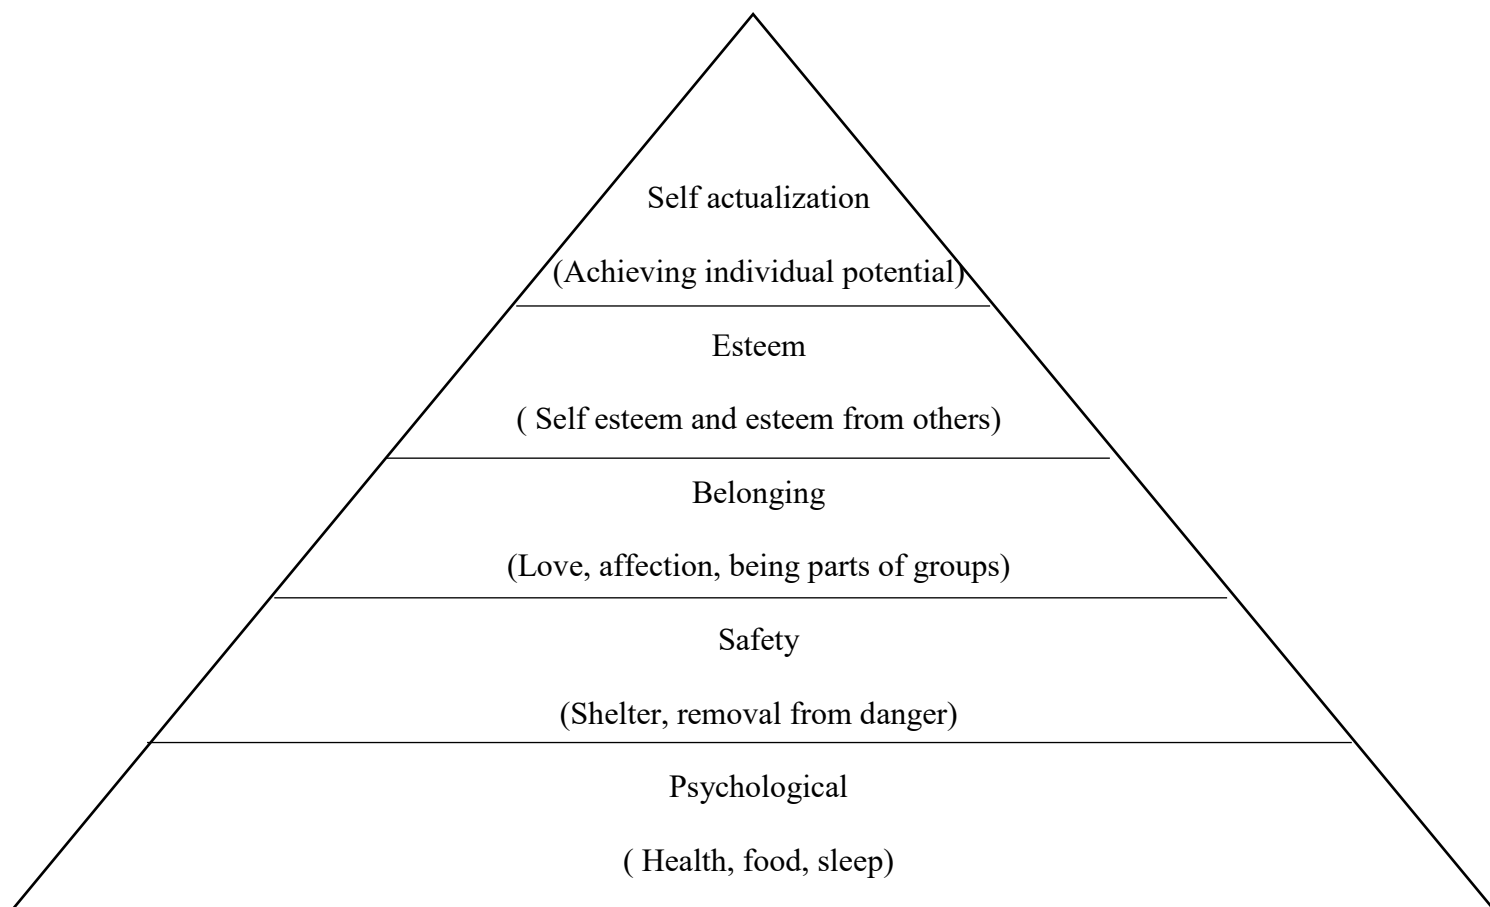 Self actualization
(Achieving individual potential)
Esteem
( Self esteem and esteem from others)
Belonging
(Love, affection, being parts of groups)
Safety
(Shelter, removal from danger)
Psychological
( Health, food, sleep)